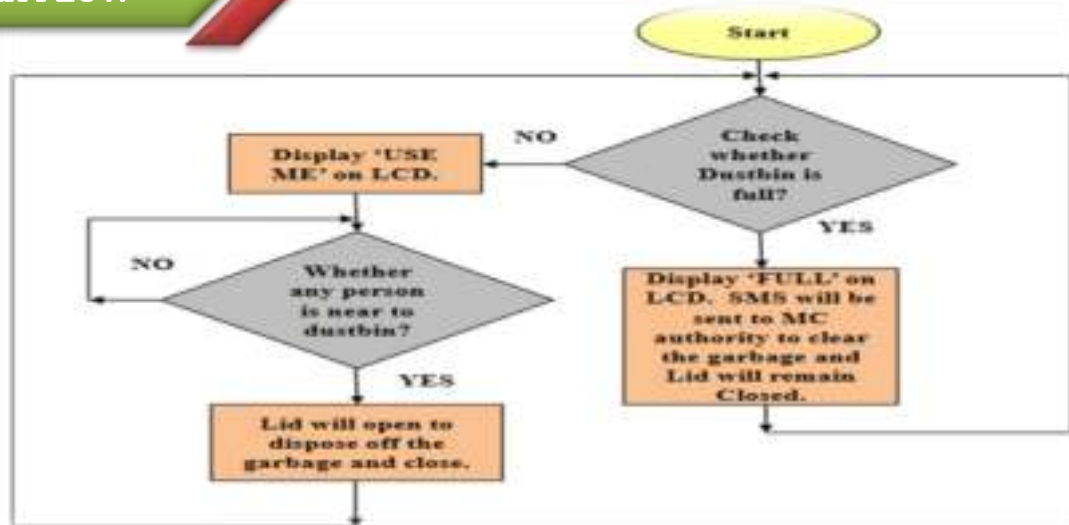 Start
Check
whether
Dustbin is
full?
NO
YES
Display ‘USE
ME’ on LCD.
Display ‘FULL’ on
LCD. SMS will be
sent to MC
authority to clear
the garbage and
Lid will remain
Closed.
NO
Whether
any person
is near to
dustbin?
YES
Lid will open to
dispose off the
garbage and close.